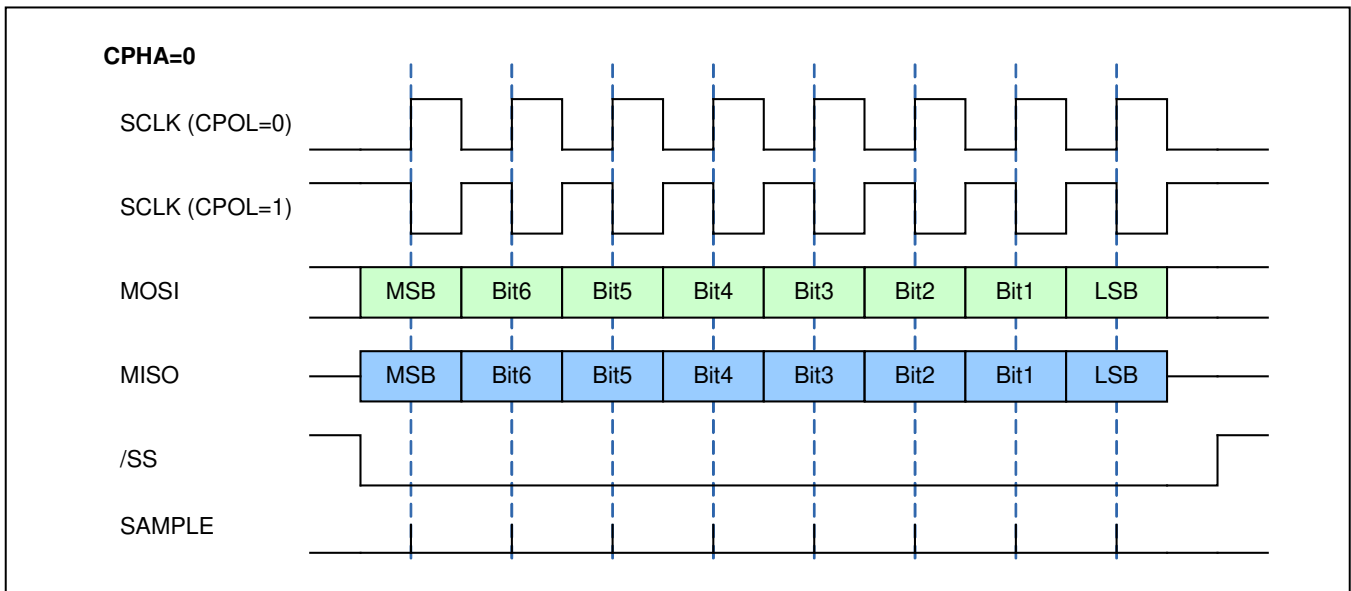 CPHA=0
SCLK (CPOL=0)
SCLK (CPOL=1)
MOSI MSB Bit6 Bit5 Bit4 Bit3 Bit2 Bit1 LSB
MISO MSB Bit6 Bit5 Bit4 Bit3 Bit2 Bit1 LSB
/SS
SAMPLE